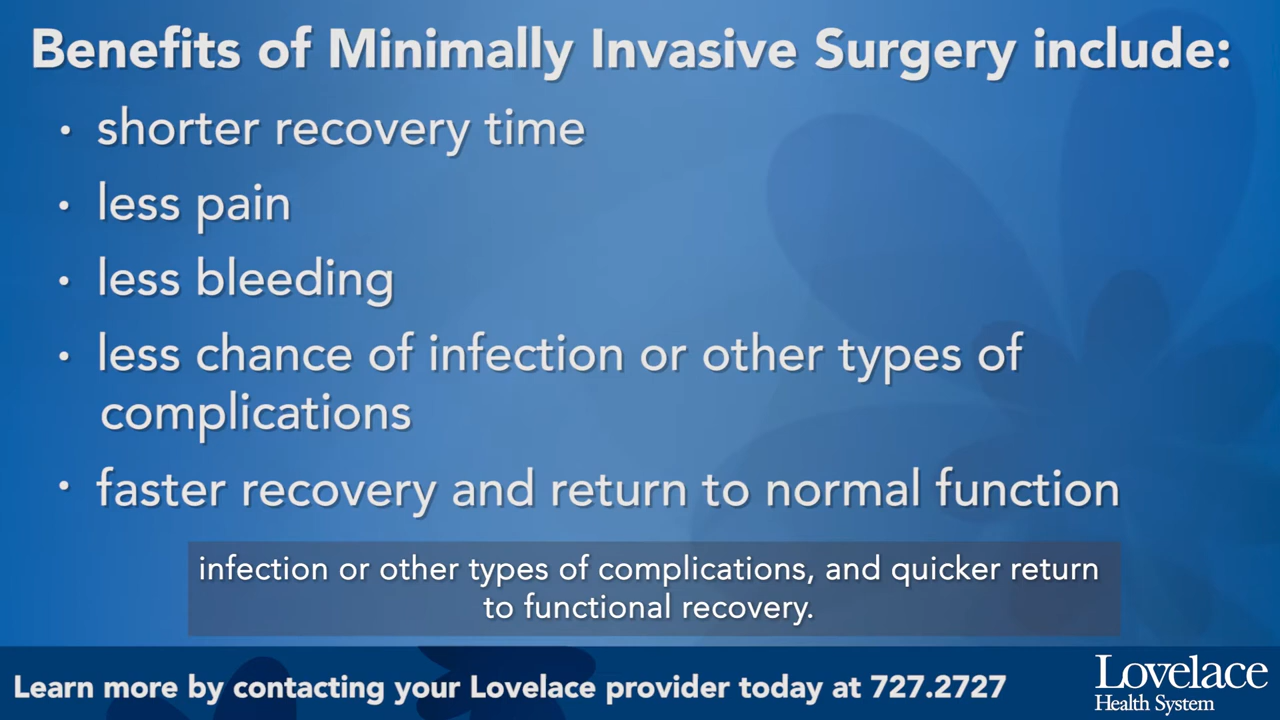 Benefits of Minimally Invasive Surgery include:
• shorter recovery time
• less pain
• less bleeding
• less chance of infection or other types of
complications
• faster recovery and return to normal function
infection or other types of complications, and quicker return
to functional recovery.
Learn more by contacting your Lovelace provider today at 727.2727
Lovelace
Health System